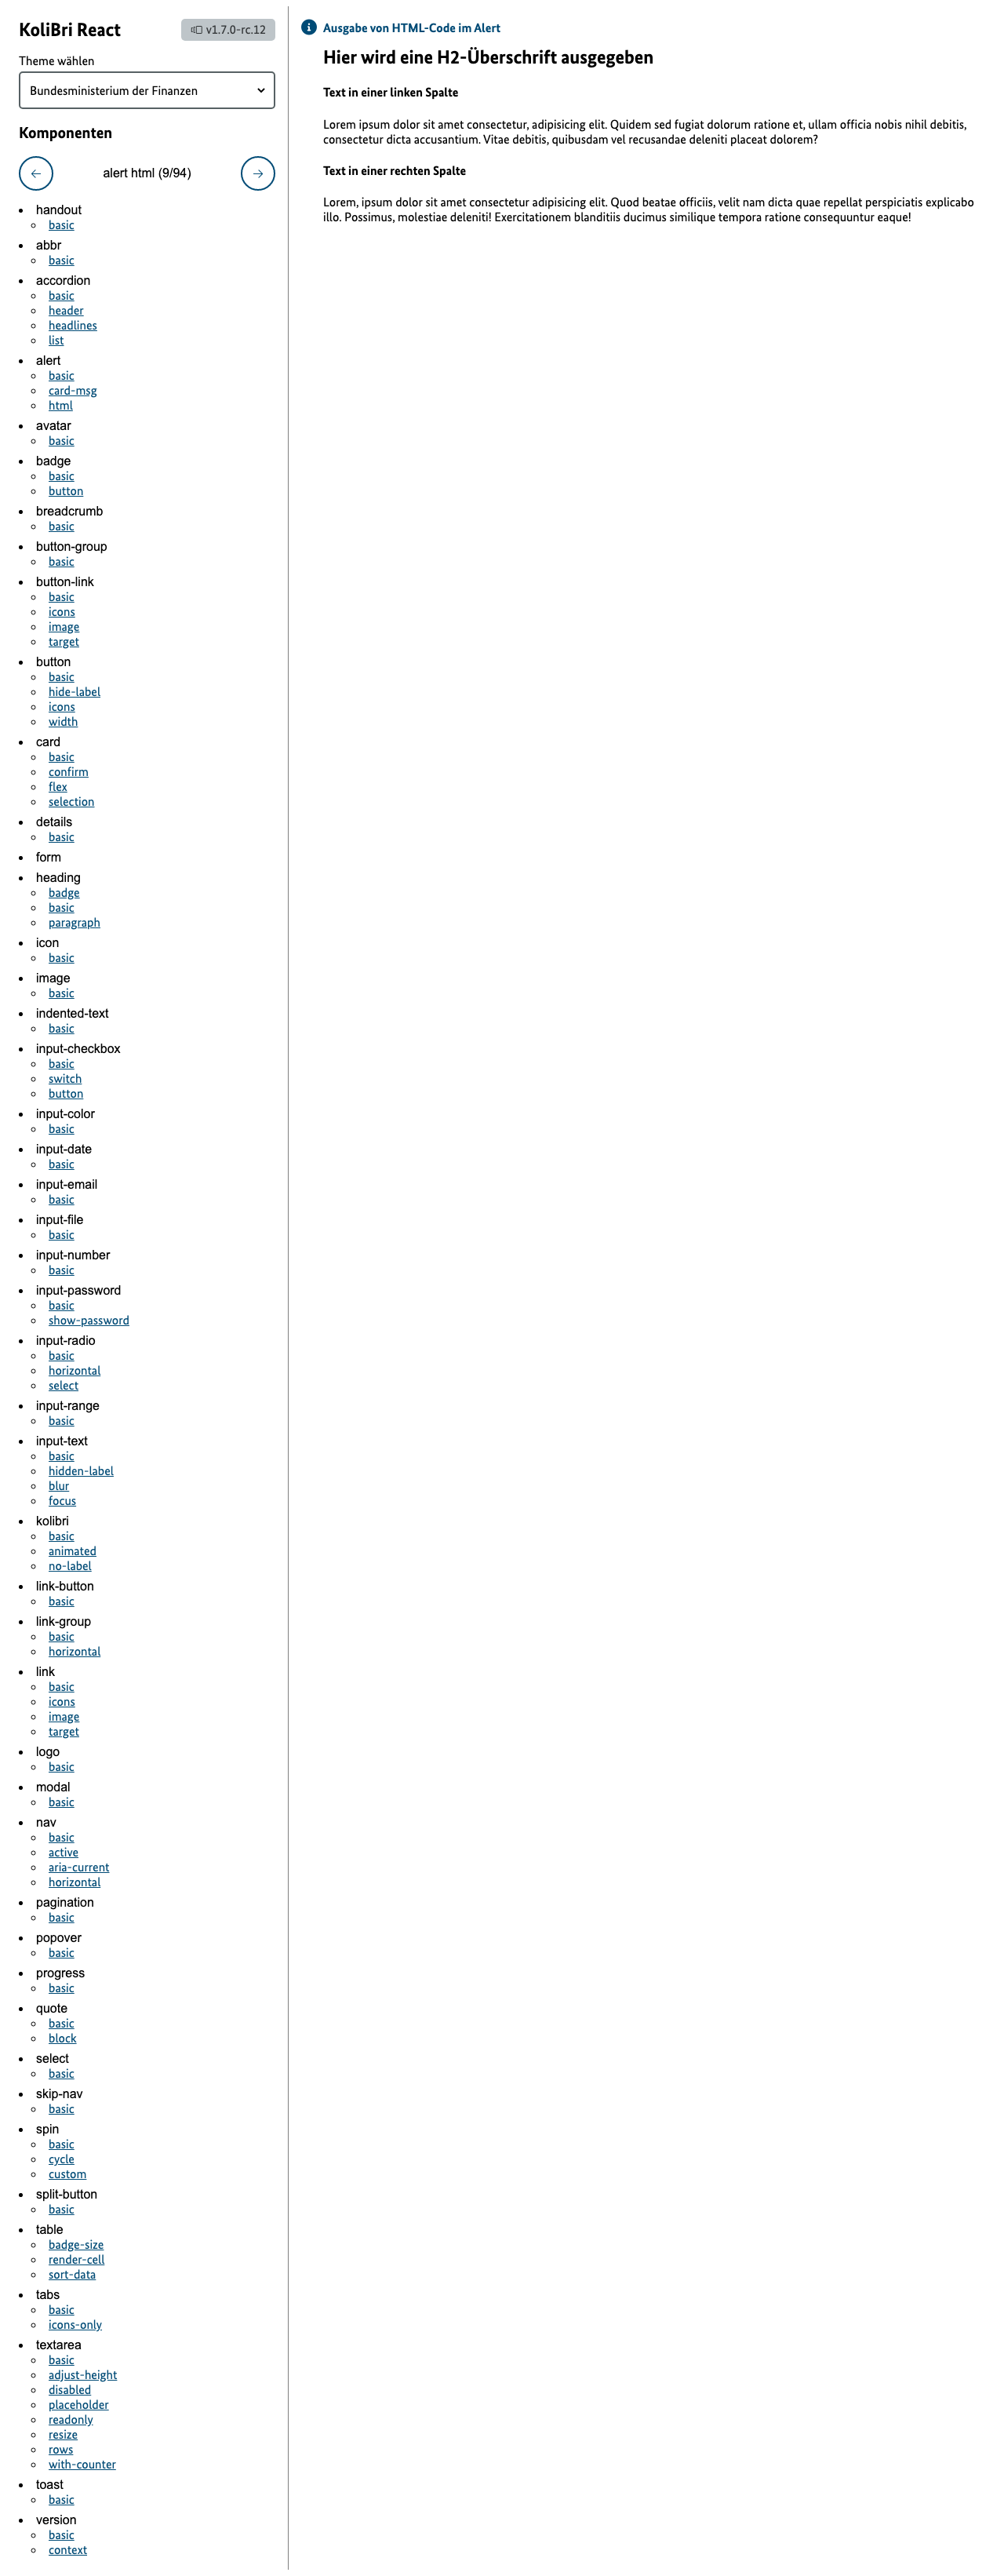 KoliBri React
v1.7.0-rc.12
Theme wählen
Bundesministerium der Finanzen
Komponenten
alert html (9/94)
handout
basic
abbr
basic
accordion
basic
header
headlines
list
alert
basic
card-msg
html
avatar
basic
badge
basic
button
breadcrumb
basic
button-group
basic
button-link
basic
icons
image
target
button
basic
hide-label
icons
width
card
basic
confirm
flex
selection
details
basic
form
heading
badge
basic
paragraph
icon
basic
image
basic
indented-text
basic
input-checkbox
basic
switch
button
input-color
basic
input-date
basic
input-email
basic
input-file
basic
input-number
basic
input-password
basic
show-password
input-radio
basic
horizontal
select
input-range
basic
input-text
basic
hidden-label
blur
focus
kolibri
basic
animated
no-label
link-button
basic
link-group
basic
horizontal
link
basic
icons
image
target
logo
basic
modal
basic
nav
basic
active
aria-current
horizontal
pagination
basic
popover
basic
progress
basic
quote
basic
block
select
basic
skip-nav
basic
spin
basic
cycle
custom
split-button
basic
table
badge-size
render-cell
sort-data
tabs
basic
icons-only
textarea
basic
adjust-height
disabled
placeholder
readonly
resize
rows
with-counter
toast
basic
version
basic
context
Ausgabe von HTML-Code im Alert
Hier wird eine H2-Überschrift ausgegeben
Text in einer linken Spalte
Lorem ipsum dolor sit amet consectetur, adipisicing elit. Quidem sed fugiat dolorum ratione et, ullam officia nobis nihil debitis,
consectetur dicta accusantium. Vitae debitis, quibusdam vel recusandae deleniti placeat dolorem?
Text in einer rechten Spalte
Lorem, ipsum dolor sit amet consectetur adipisicing elit. Quod beatae officiis, velit nam dicta quae repellat perspiciatis explicabo
illo. Possimus, molestiae deleniti! Exercitationem blanditiis ducimus similique tempora ratione consequuntur eaque!